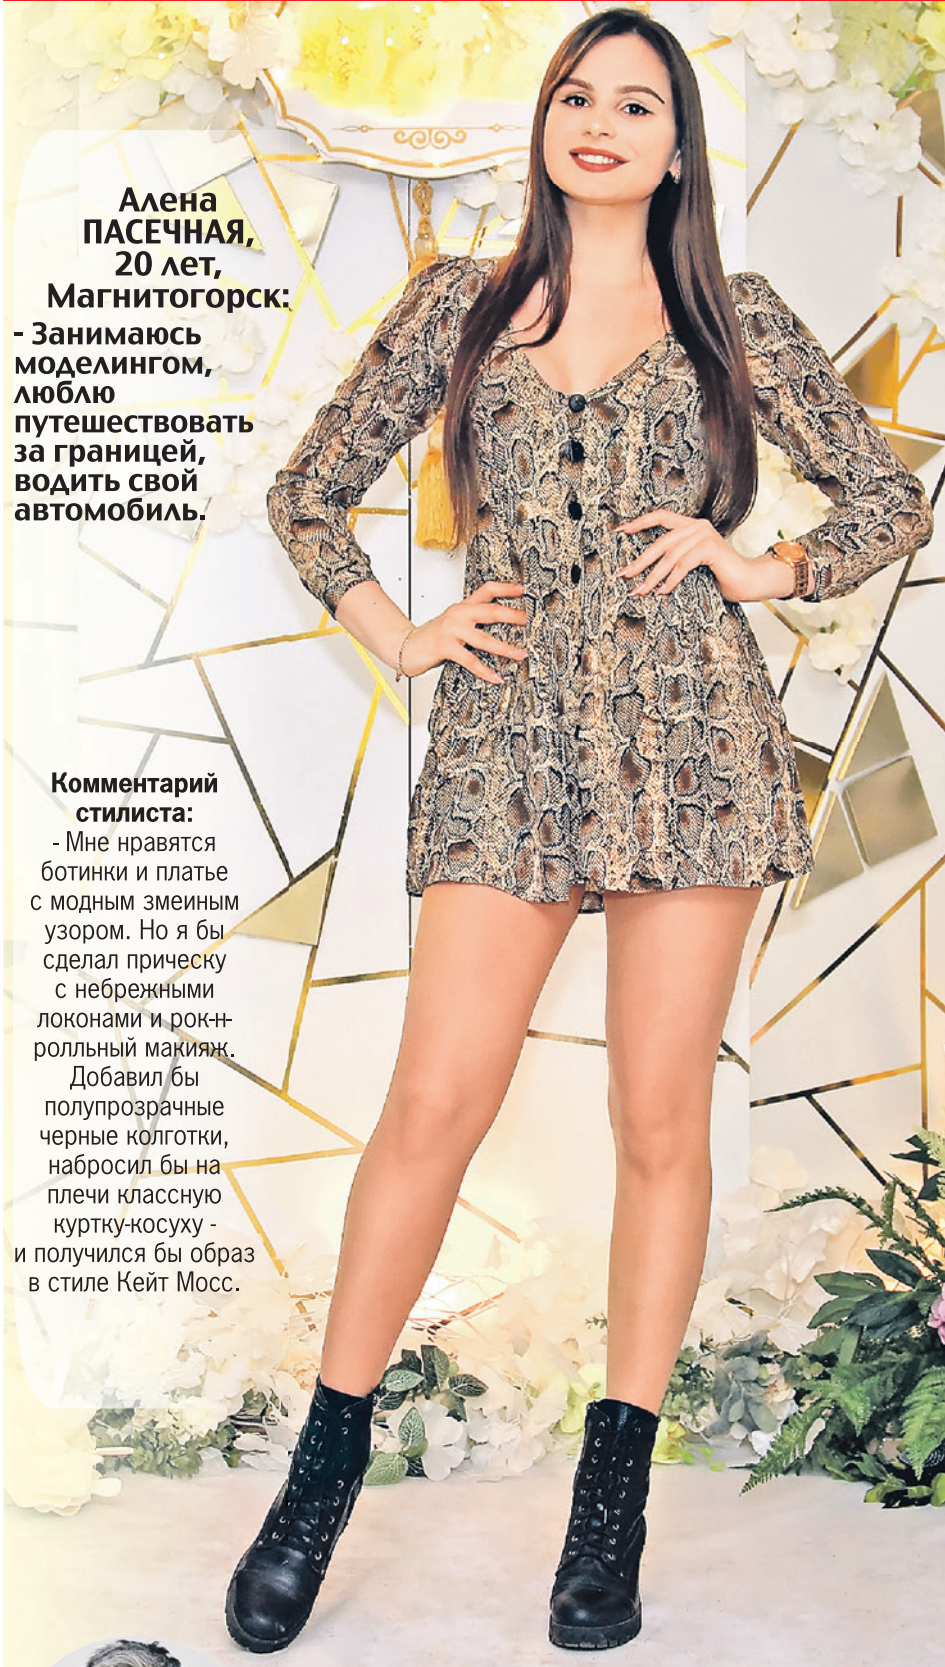 Алена
ПАСЕЧНАЯ,
20 лет,
Магнитогорск:
- Занимаюсь
моделингом,
люблю
путешествовать
за границей,
водить свой
автомобиль.
Комментарий
стилиста:
- Мне нравятся
ботинки и платье
с модным змеиным
узором. Но я бы
сделал прическу
с небрежными
локонами и рок-н-
ролльный макияж.
Добавил бы
полупрозрачные
черные колготки,
набросил бы на
плечи классную
куртку-косуху -
и получился бы образ
в стиле Кейт Мосс.